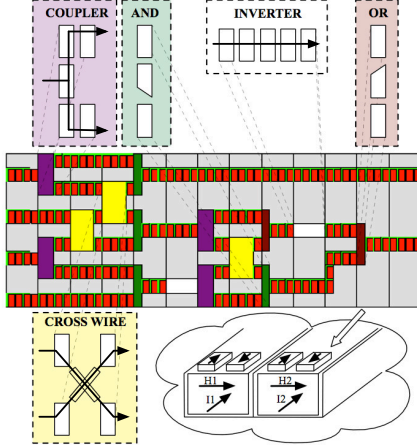 COUPLER
AND
INVERTER
OR
CROSS WIRE
H1
H2
I1
I2